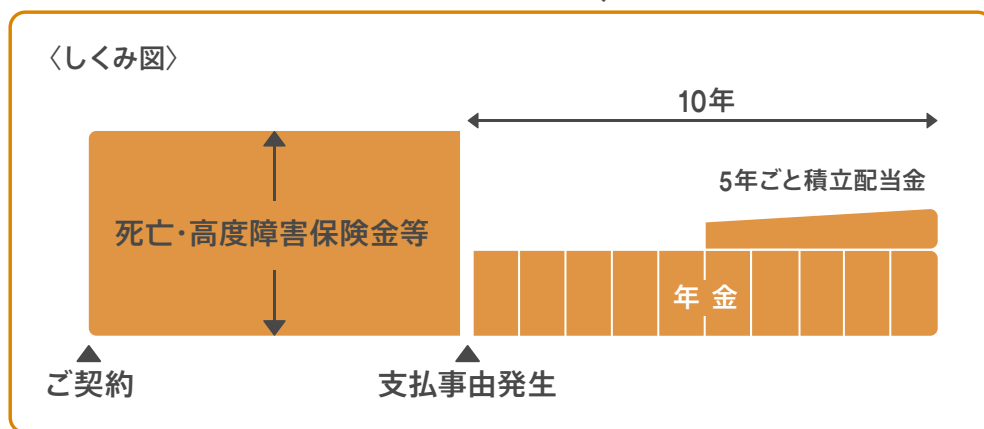 〈しくみ図〉
10年
5年ごと積立配当金
死亡・高度障害保険金等
年金
ご契約
支払事由発生